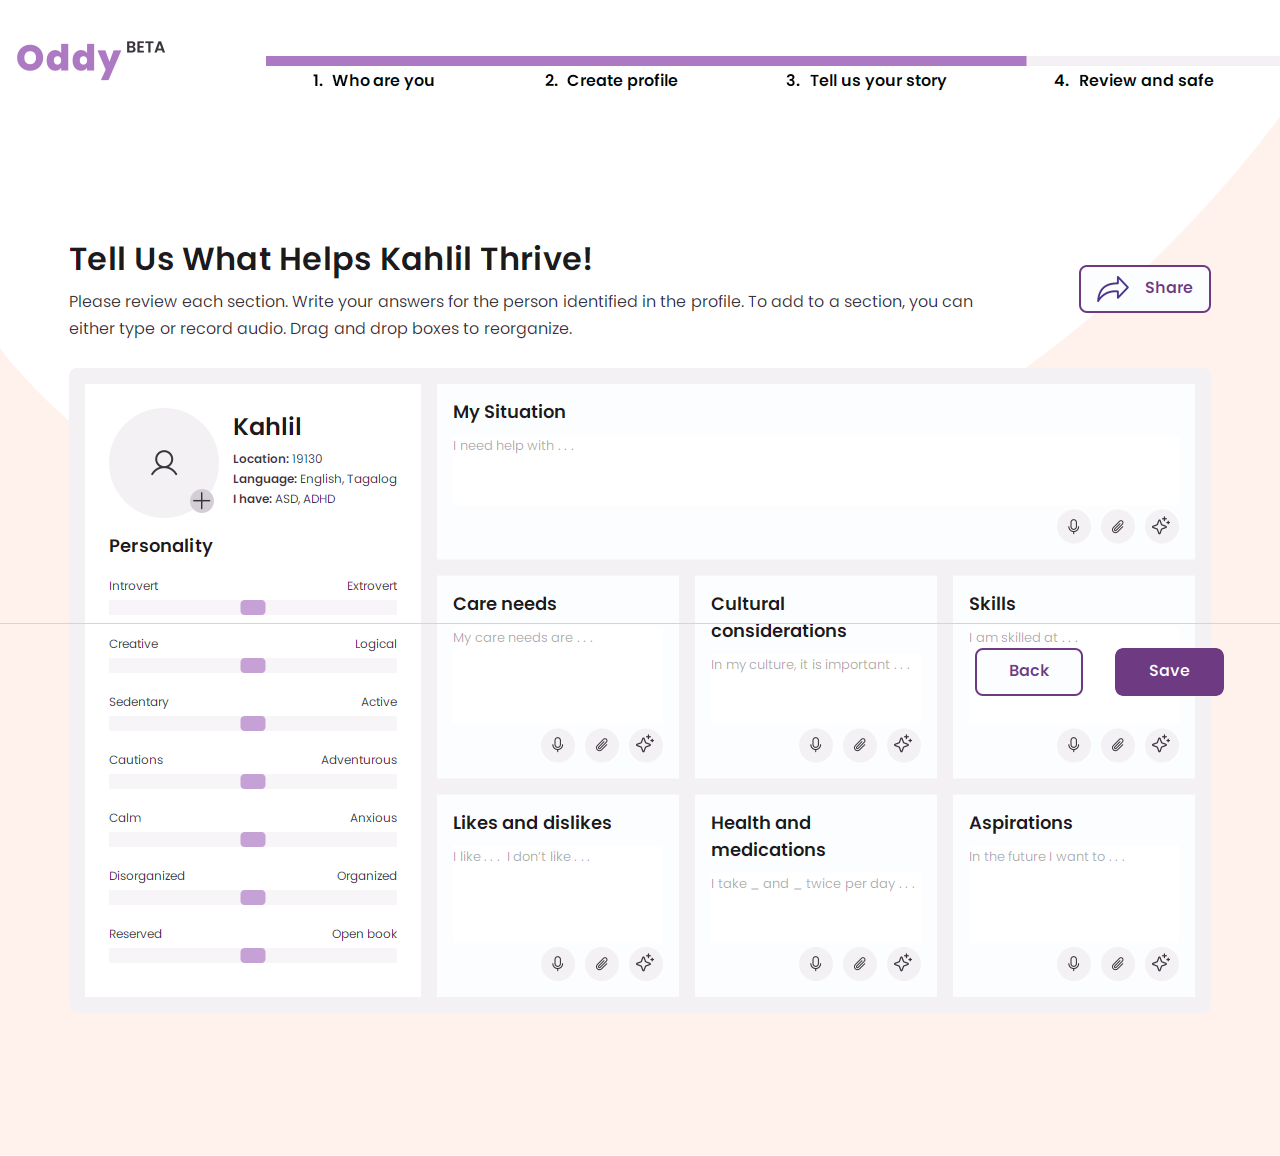 Oddy BETA
1. Who are you
2. Create profile
3. Tell us your story
4. Review and safe
Tell Us What Helps Kahlil Thrive!
Please review each section. Write your answers for the person identified in the profile. To add to a section, you can
either type or record audio. Drag and drop boxes to reorganize.
Share
Kahlil
Location: 19130
Language: English, Tagalog
I have: ASD, ADHD
Personality
Introvert Extrovert
Creative Logical
Sedentary Active
Cautions Adventurous
Calm Anxious
Disorganized Organized
Reserved Open book
My Situation
I need help with . . .
Care needs
My care needs are . . .
Cultural
considerations
In my culture, it is important . . .
Skills
I am skilled at . . .
Back
Save
Likes and dislikes
I like . . .  I don't like . . .
Health and
medications
I take _ and _ twice per day . . .
Aspirations
In the future I want to . . .